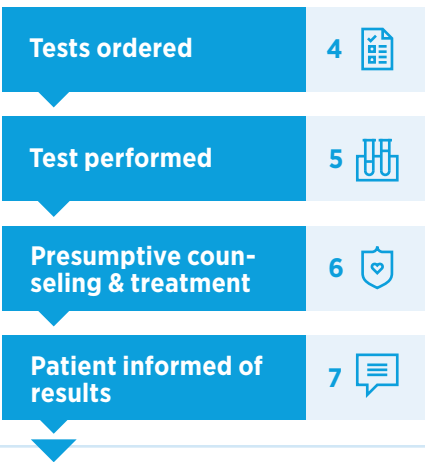 Tests ordered
4
Test performed
5
Presumptive coun-
seling & treatment
6
Patient informed of
results
7